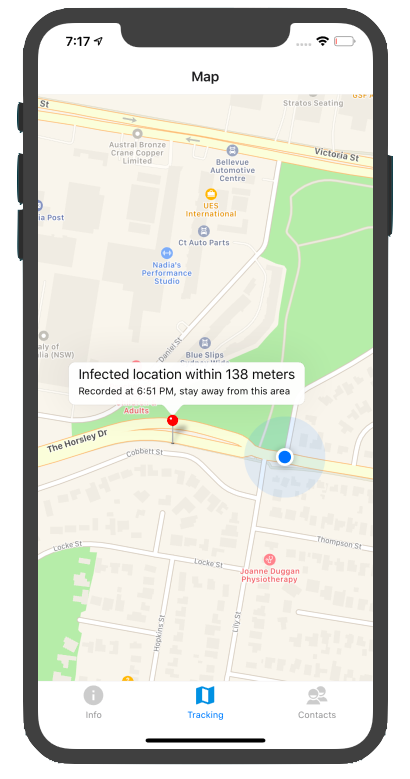 7:17
Map
St
Stratos Seating
Austral Bronze
Crane Copper
Limited
Victoria St
Bellevue
Automotive
Centre
UES
International
ia Post
Ct Auto Parts
Nadia's
Performance
Studio
Daniel St
aly of
lia (NSW)
Blue Slips
Infected location within 138 meters
Recorded at 6:51 PM, stay away from this area
Adults
The Horsley Dr
Cobbett St
Locke St
Locke St
Thompson St
Joanne Duggan
Physiotherapy
Hopkins St
Lily St
Info
Tracking
Contacts